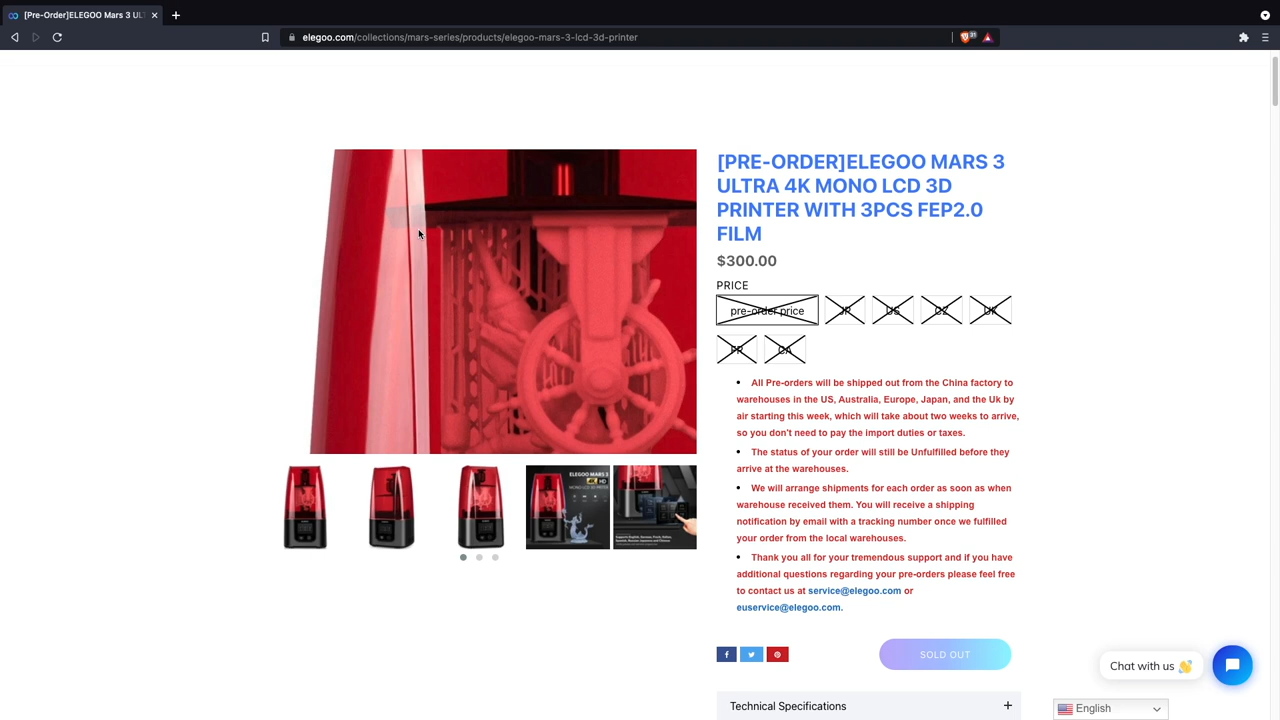 [Pre-Order]ELEGOO Mars 3 UL
elegoo.com/collections/mars-series/products/elegoo-mars-3-lcd-3d-printer
31
[PRE-ORDER]ELEGOO MARS 3
ULTRA 4K MONO LCD 3D
PRINTER WITH 3PCS FEP2.0
FILM
$300.00
PRICE
pre-order price JP US CZ UK
FR CA
• All Pre-orders will be shipped out from the China factory to
warehouses in the US, Australia, Europe, Japan, and the Uk by
air starting this week, which will take about two weeks to arrive,
so you don't need to pay the import duties or taxes.
• The status of your order will still be Unfulfilled before they
arrive at the warehouses.
• We will arrange shipments for each order as soon as when
warehouse received them. You will receive a shipping
notification by email with a tracking number once we fulfilled
your order from the local warehouses.
• Thank you all for your tremendous support and if you have
additional questions regarding your pre-orders please feel free
to contact us at service@elegoo.com or
euservice@elegoo.com.
ELEGOO MARS 3
4K HD
SOLD OUT
Chat with us 👋
Technical Specifications +
English